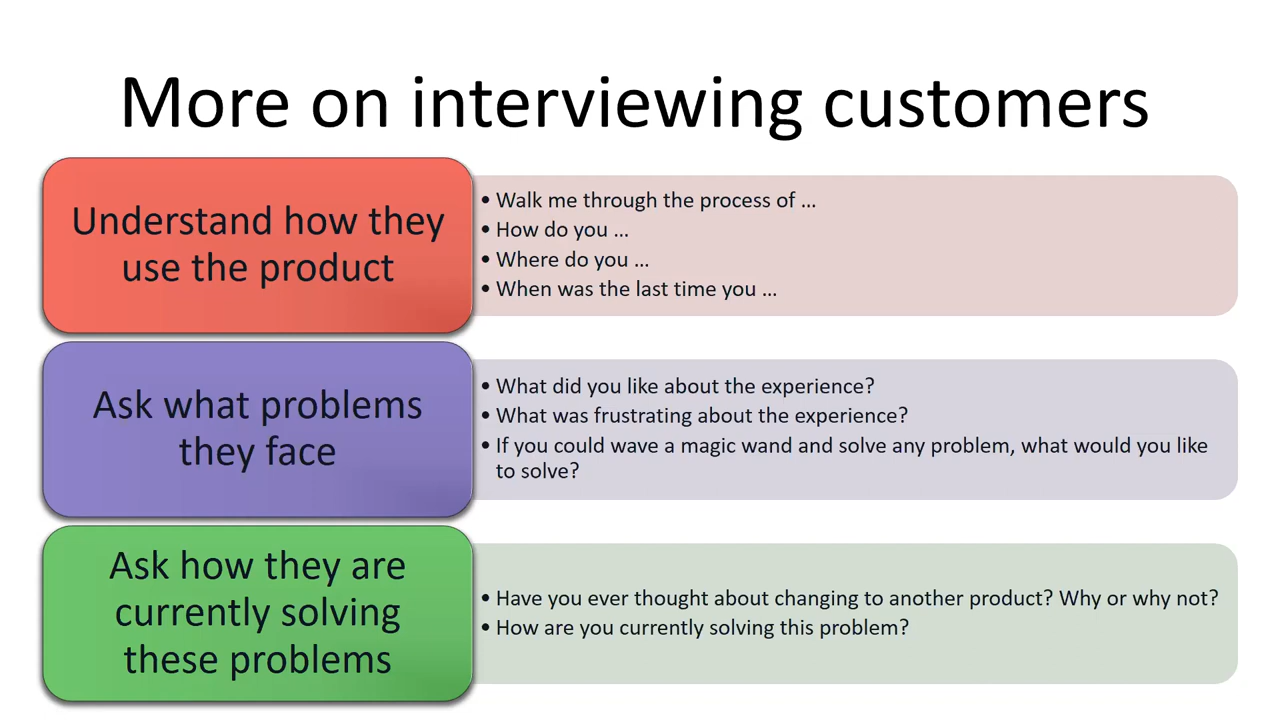 More on interviewing customers
Understand how they
use the product
• Walk me through the process of ...
• How do you ...
• Where do you ...
• When was the last time you ...
Ask what problems
they face
• What did you like about the experience?
• What was frustrating about the experience?
• If you could wave a magic wand and solve any problem, what would you like
to solve?
Ask how they are
currently solving
these problems
• Have you ever thought about changing to another product? Why or why not?
• How are you currently solving this problem?